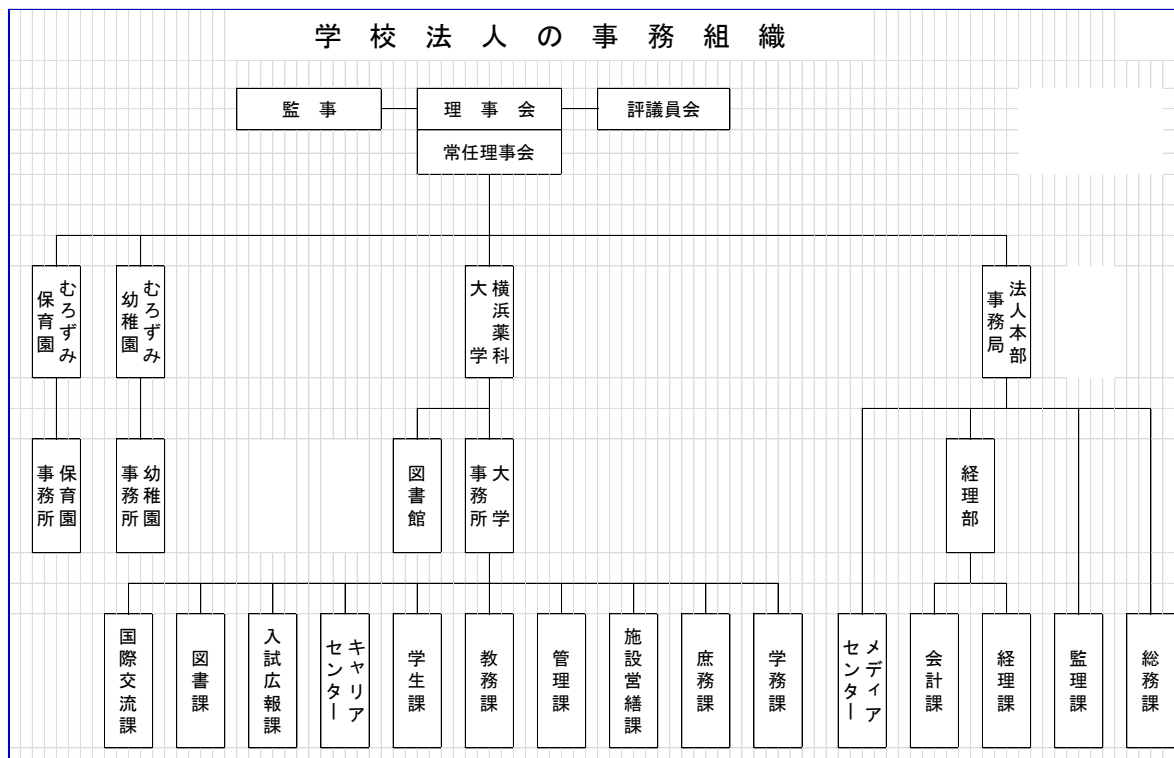 学校法人の事務組織
監事
理事会
評議員会
常任理事会
むろずみ
保育園
むろずみ
幼稚園
横浜薬科
大学
法人本部
事務局
保育園
事務所
幼稚園
事務所
図書館
大学
事務所
経理部
国際交流課
図書課
入試広報課
キャリア
センター
学生課
教務課
管理課
施設営繕課
庶務課
学務課
メディア
センター
会計課
経理課
監理課
総務課